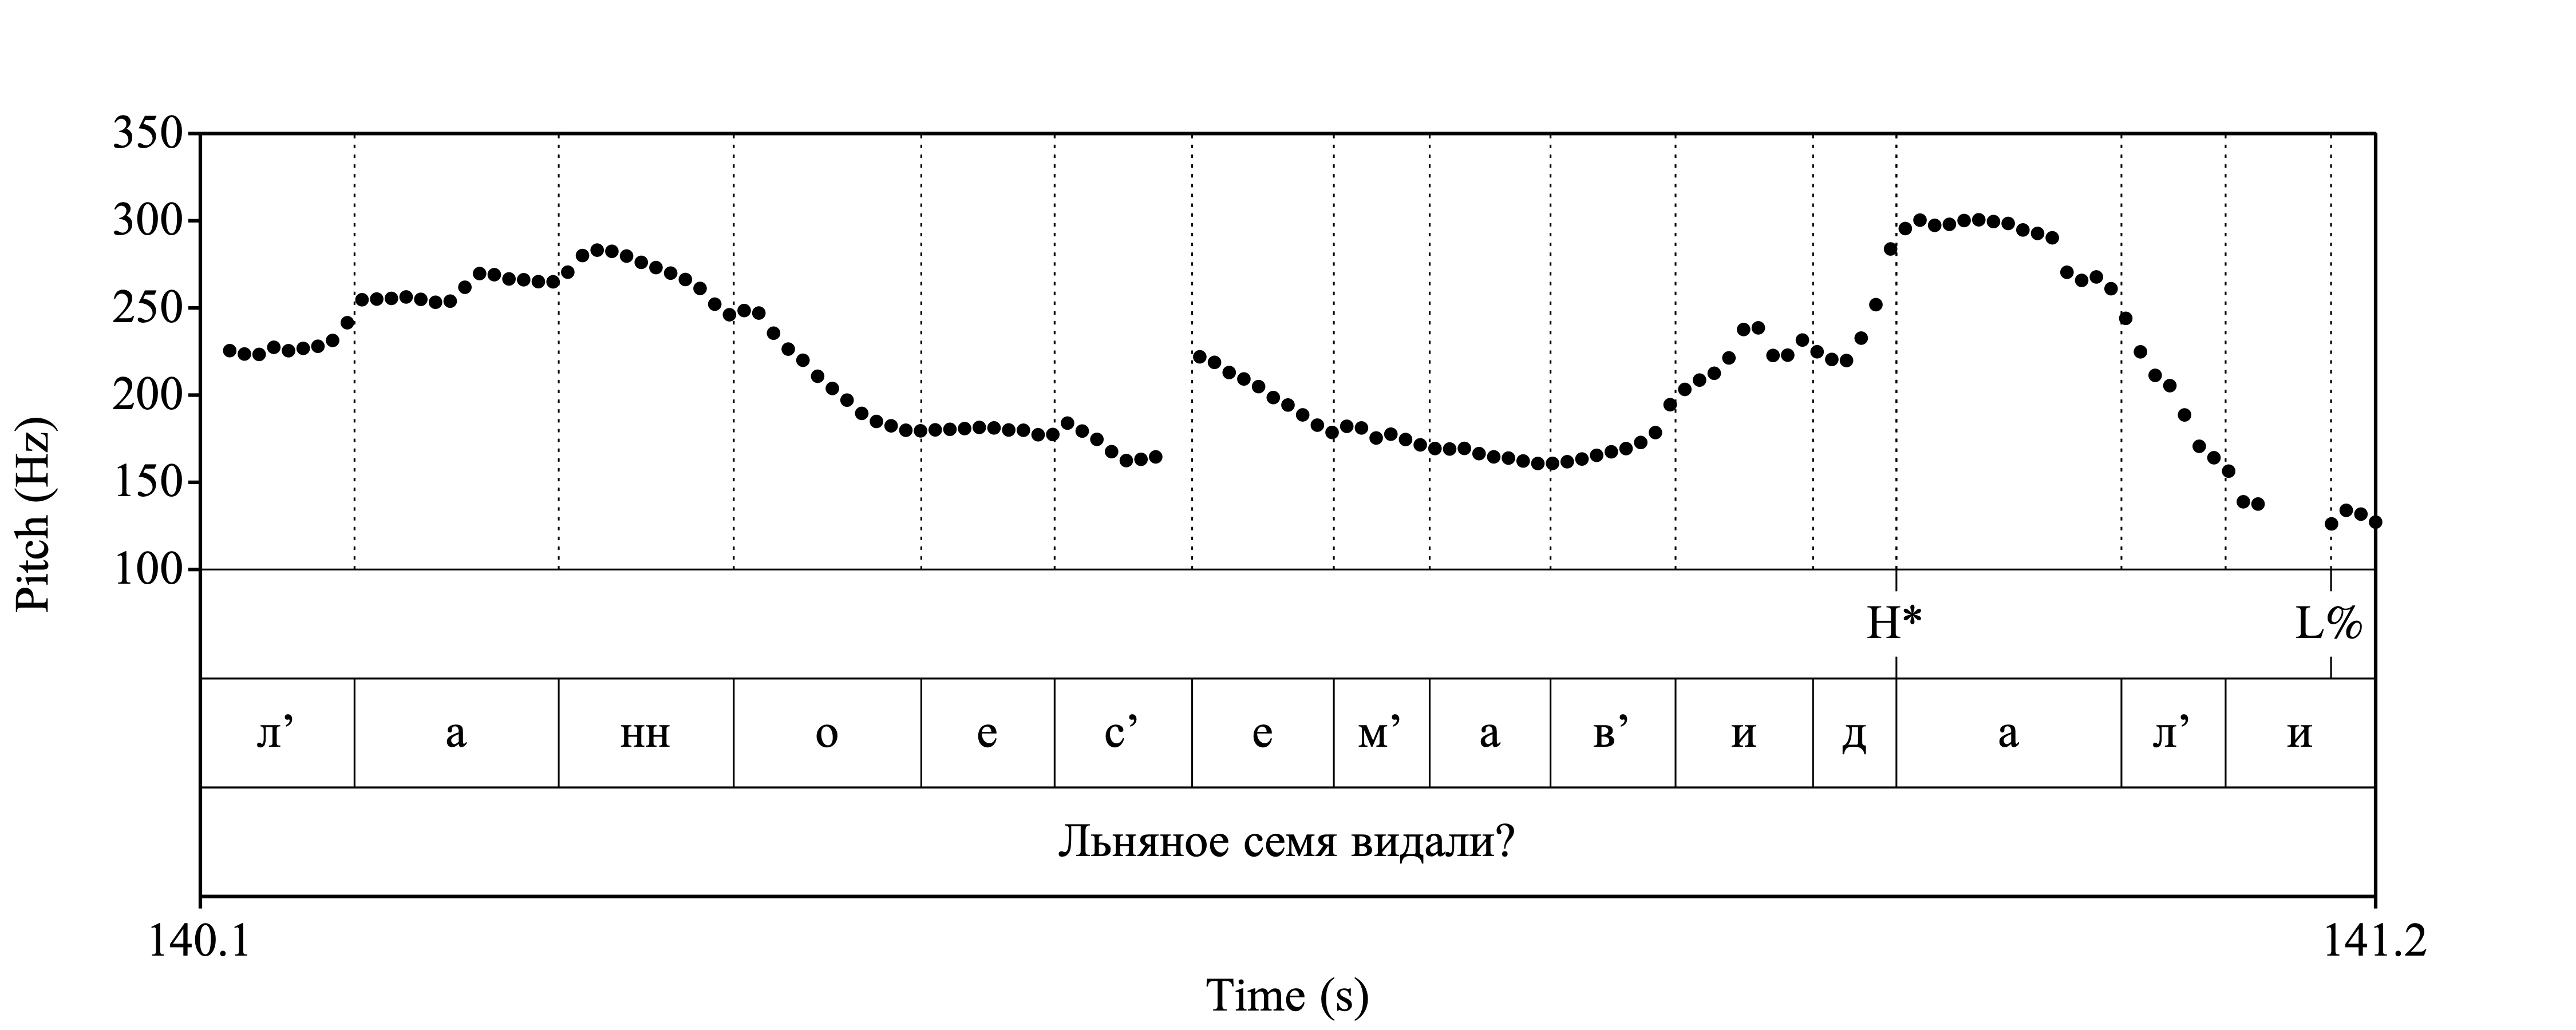 350
300
250
200
150
100
Pitch (Hz)
H* L%
л’ а нн о е с’ е м’ а в’ и д а л’ и
Льняное семя видали?
140.1 141.2
Time (s)